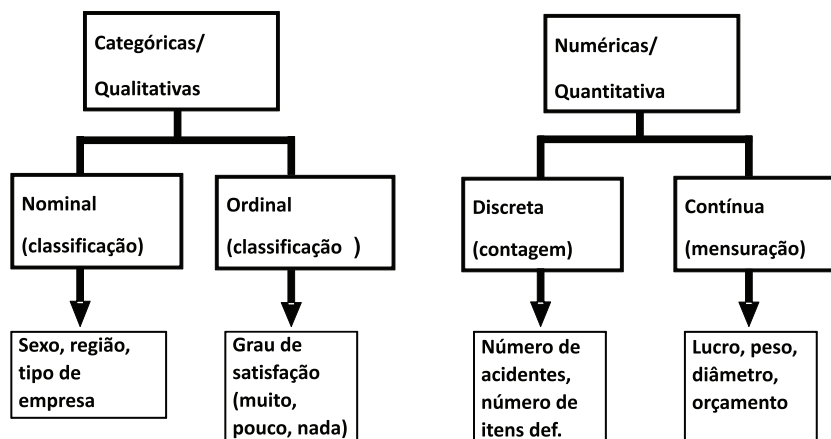 Categóricas/
Qualitativas
Numéricas/
Quantitativa
Nominal
(classificação)
Ordinal
(classificação )
Discreta
(contagem)
Contínua
(mensuração)
Sexo, região,
tipo de
empresa
Grau de
satisfação
(muito,
pouco, nada)
Número de
acidentes,
número de
itens def.
Lucro, peso,
diâmetro,
orçamento